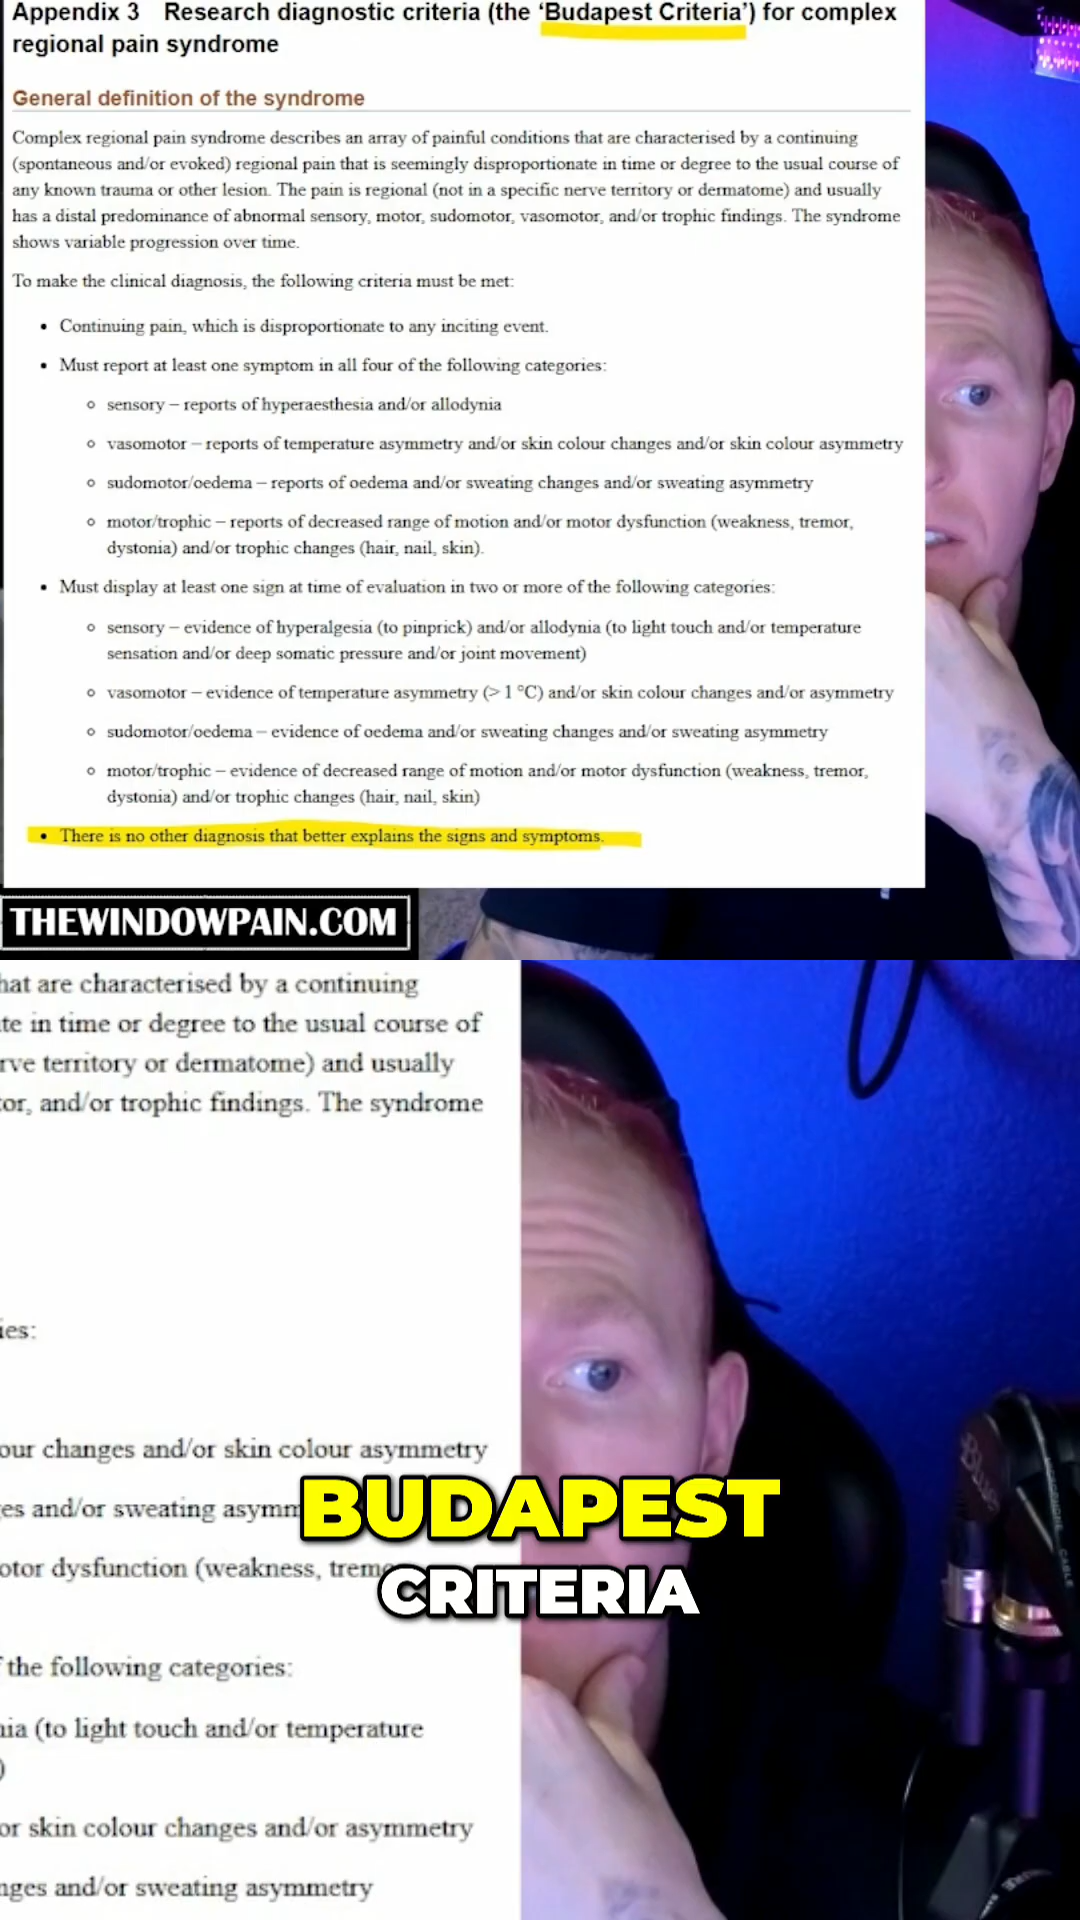 Appendix 3 Research diagnostic criteria (the ‘Budapest Criteria’) for complex
regional pain syndrome
General definition of the syndrome
Complex regional pain syndrome describes an array of painful conditions that are characterised by a continuing
(spontaneous and/or evoked) regional pain that is seemingly disproportionate in time or degree to the usual course of
any known trauma or other lesion. The pain is regional (not in a specific nerve territory or dermatome) and usually
has a distal predominance of abnormal sensory, motor, sudomotor, vasomotor, and/or trophic findings. The syndrome
shows variable progression over time.
To make the clinical diagnosis, the following criteria must be met:
• Continuing pain, which is disproportionate to any inciting event.
• Must report at least one symptom in all four of the following categories:
o sensory – reports of hyperaesthesia and/or allodynia
o vasomotor – reports of temperature asymmetry and/or skin colour changes and/or skin colour asymmetry
o sudomotor/oedema – reports of oedema and/or sweating changes and/or sweating asymmetry
o motor/trophic – reports of decreased range of motion and/or motor dysfunction (weakness, tremor,
dystonia) and/or trophic changes (hair, nail, skin).
• Must display at least one sign at time of evaluation in two or more of the following categories:
o sensory – evidence of hyperalgesia (to pinprick) and/or allodynia (to light touch and/or temperature
sensation and/or deep somatic pressure and/or joint movement)
o vasomotor – evidence of temperature asymmetry (> 1 °C) and/or skin colour changes and/or asymmetry
o sudomotor/oedema – evidence of oedema and/or sweating changes and/or sweating asymmetry
o motor/trophic – evidence of decreased range of motion and/or motor dysfunction (weakness, tremor,
dystonia) and/or trophic changes (hair, nail, skin)
• There is no other diagnosis that better explains the signs and symptoms.
THEWINDOWPAIN.COM
hat are characterised by a continuing
te in time or degree to the usual course of
rve territory or dermatome) and usually
tor, and/or trophic findings. The syndrome
ies:
our changes and/or skin colour asymmetry
es and/or sweating asymm
otor dysfunction (weakness, trem
BUDAPEST
CRITERIA
the following categories:
nia (to light touch and/or temperature
)
or skin colour changes and/or asymmetry
nges and/or sweating asymmetry
Blue
MICROPHONE CABLE